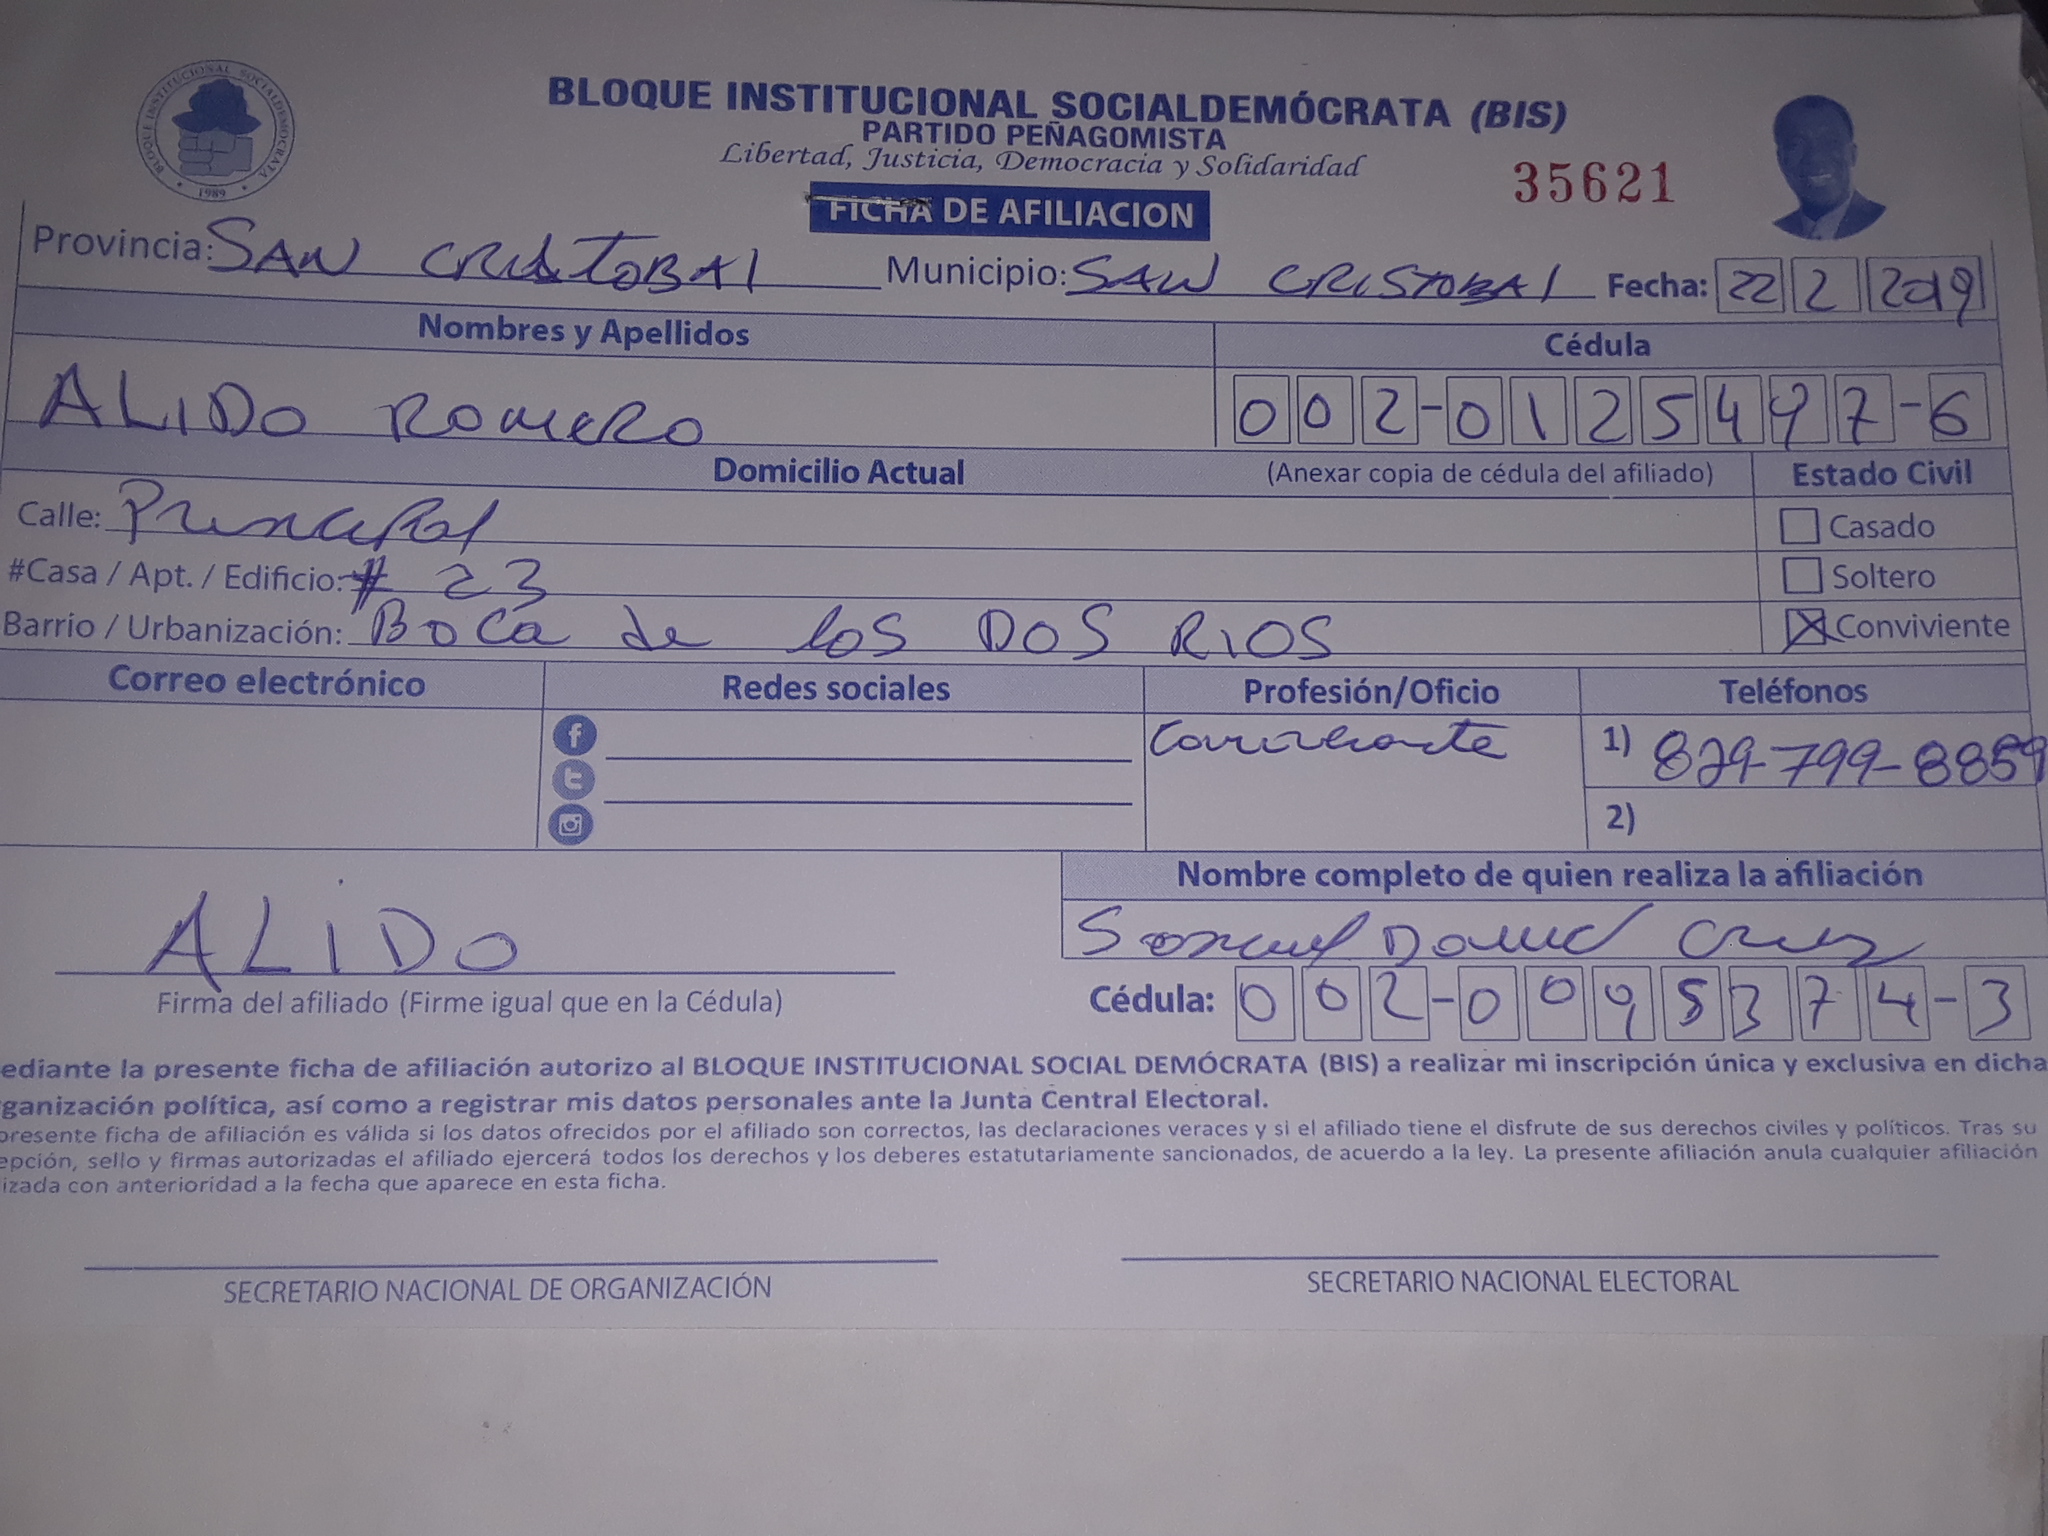 BLOQUE INSTITUCIONAL SOCIALDEMOCRATA
1989
BLOQUE INSTITUCIONAL SOCIALDEMÓCRATA (BIS)
PARTIDO PEÑAGOMISTA
Libertad, Justicia, Democracia y Solidaridad
35621
FICHA DE AFILIACION
Provincia: SAN CRISTOBAl Municipio: SAN CRISTOBAl Fecha: 22 2 2019
Nombres y Apellidos Cédula
ALIDO ROMERO 002-0125497-6
Domicilio Actual (Anexar copia de cédula del afiliado) Estado Civil
Calle: Principal Casado
#Casa / Apt. / Edificio: # 23 Soltero
Barrio / Urbanización: BOCa de los DOS RIOS Conviviente
Correo electrónico Redes sociales Profesión/Oficio Teléfonos
1) 829-799-8859
2)
Nombre completo de quien realiza la afiliación
ALIDO Samuel David Cruz
Firma del afiliado (Firme igual que en la Cédula) Cédula: 002-0095374-3
ediante la presente ficha de afiliación autorizo al BLOQUE INSTITUCIONAL SOCIAL DEMÓCRATA (BIS) a realizar mi inscripción única y exclusiva en dicha
ganización política, así como a registrar mis datos personales ante la Junta Central Electoral.
presente ficha de afiliación es válida si los datos ofrecidos por el afiliado son correctos, las declaraciones veraces y si el afiliado tiene el disfrute de sus derechos civiles y políticos. Tras su
epción, sello y firmas autorizadas el afiliado ejercerá todos los derechos y los deberes estatutariamente sancionados, de acuerdo a la ley. La presente afiliación anula cualquier afiliación
izada con anterioridad a la fecha que aparece en esta ficha.
SECRETARIO NACIONAL DE ORGANIZACIÓN SECRETARIO NACIONAL ELECTORAL